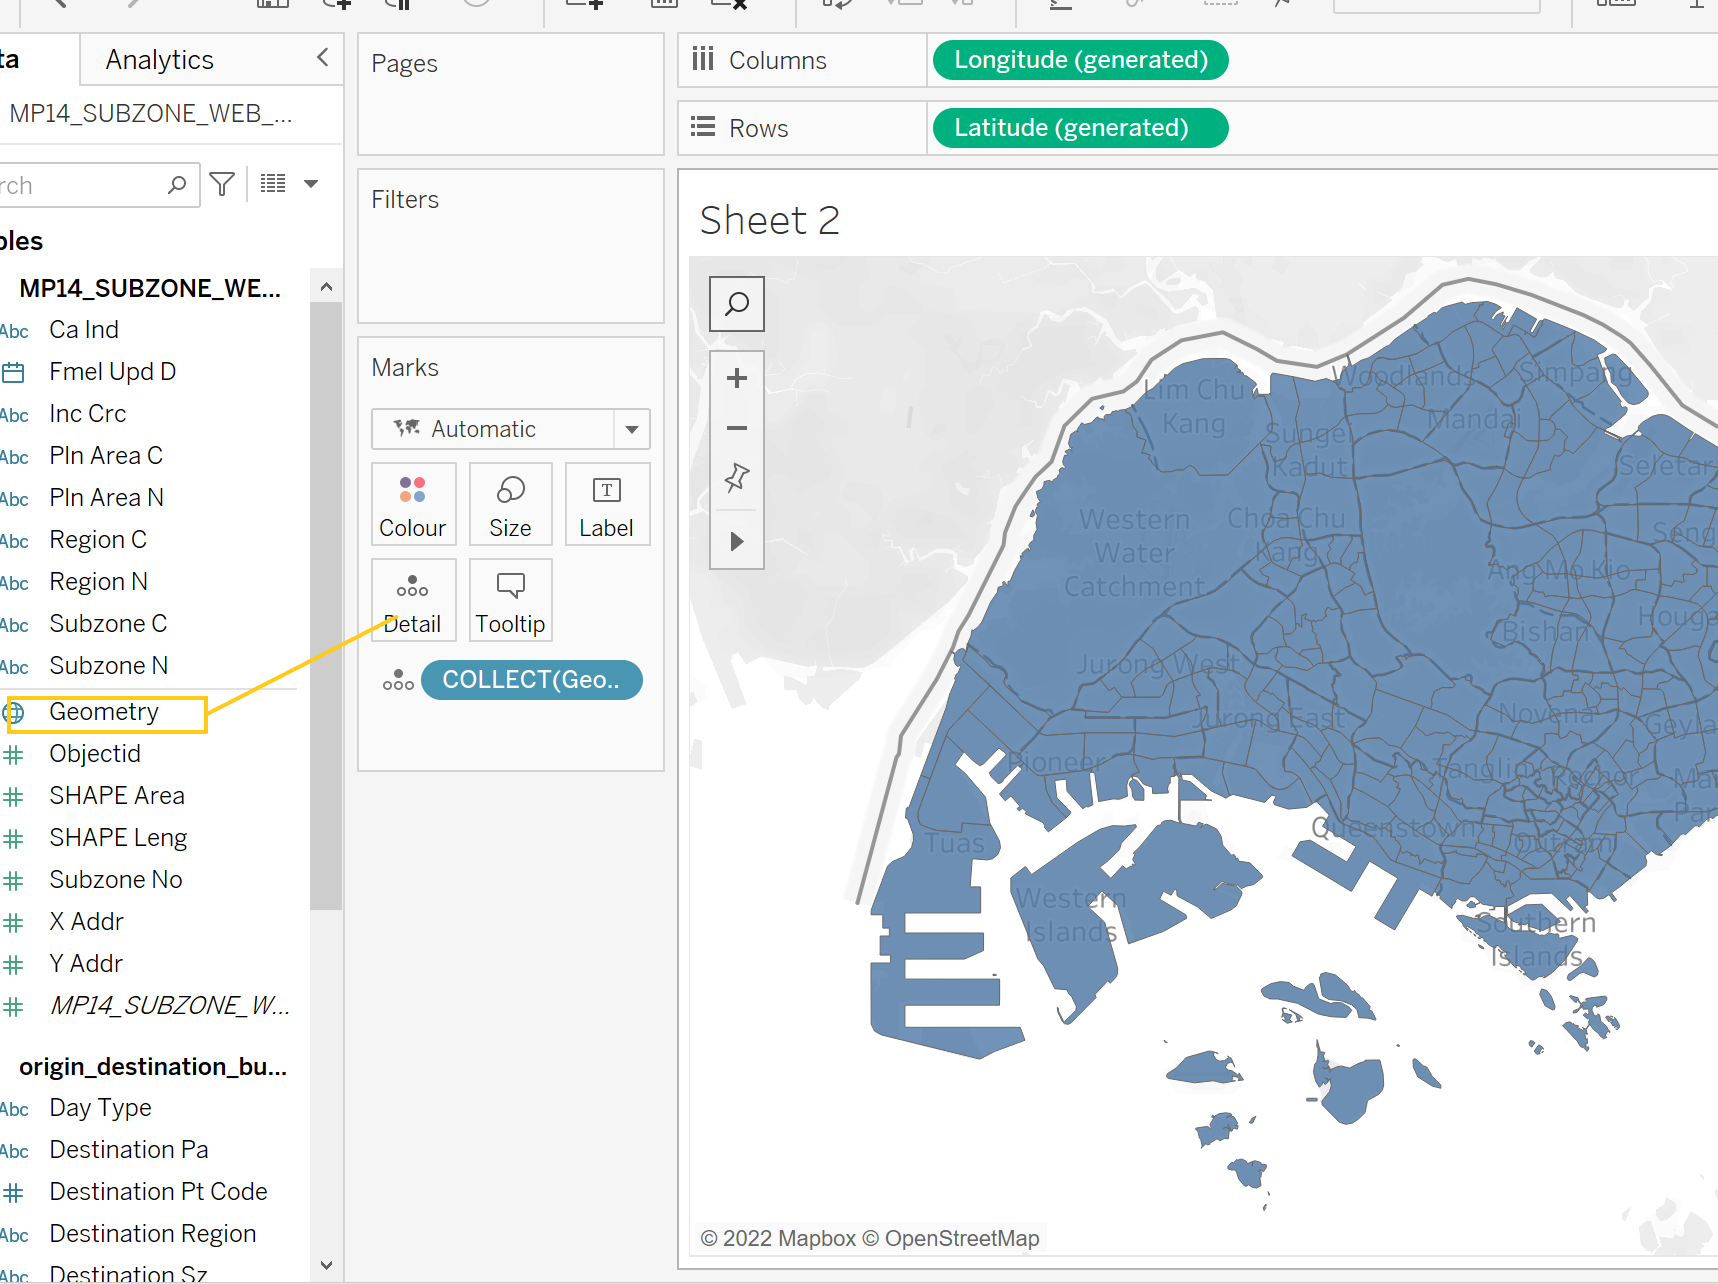 ta
Analytics
MP14_SUBZONE_WEB_...
rch
bles
MP14_SUBZONE_WE...
Abc Ca Ind
Fmel Upd D
Abc Inc Crc
Abc Pln Area C
Abc Pln Area N
Abc Region C
Abc Region N
Abc Subzone C
Abc Subzone N
Geometry
# Objectid
# SHAPE Area
# SHAPE Leng
# Subzone No
# X Addr
# Y Addr
# MP14_SUBZONE_W...
origin_destination_bu...
Abc Day Type
Abc Destination Pa
# Destination Pt Code
Abc Destination Region
Abc Destination Sz
Pages
Filters
Marks
Automatic
Colour
Size
T
Label
Detail
Tooltip
COLLECT(Geo..
Columns
Longitude (generated)
Rows
Latitude (generated)
Sheet 2
Lim Chu
Kang
Woodlands
Simpang
Mandai
Sungei
Kadut
Seletar
Western
Water
Catchment
Choa Chu
Kang
Seng
Ang Mo Kio
Houga
Bishan
Jurong West
Jurong East
Novena
Geyla
Pioneer
Tanglin
Rochor
Ma
Par
Queenstown
Outram
Tuas
Western
Islands
Southern
Islands
© 2022 Mapbox © OpenStreetMap